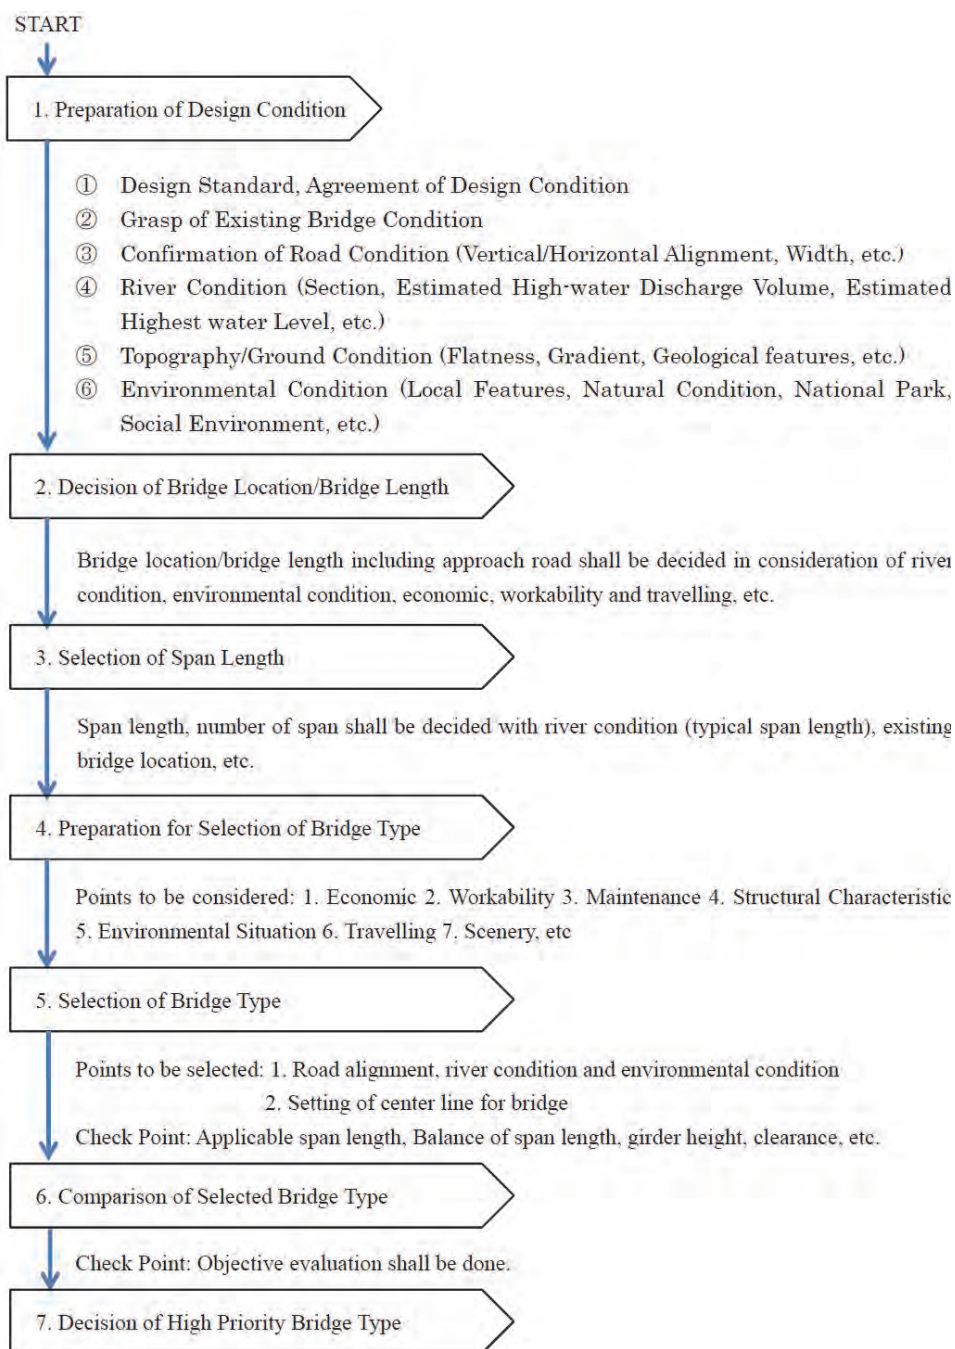 START
1. Preparation of Design Condition
① Design Standard, Agreement of Design Condition
② Grasp of Existing Bridge Condition
③ Confirmation of Road Condition (Vertical/Horizontal Alignment, Width, etc.)
④ River Condition (Section, Estimated High-water Discharge Volume, Estimated
Highest water Level, etc.)
⑤ Topography/Ground Condition (Flatness, Gradient, Geological features, etc.)
⑥ Environmental Condition (Local Features, Natural Condition, National Park,
Social Environment, etc.)
2. Decision of Bridge Location/Bridge Length
Bridge location/bridge length including approach road shall be decided in consideration of river
condition, environmental condition, economic, workability and travelling, etc.
3. Selection of Span Length
Span length, number of span shall be decided with river condition (typical span length), existing
bridge location, etc.
4. Preparation for Selection of Bridge Type
Points to be considered: 1. Economic 2. Workability 3. Maintenance 4. Structural Characteristic
5. Environmental Situation 6. Travelling 7. Scenery, etc
5. Selection of Bridge Type
Points to be selected: 1. Road alignment, river condition and environmental condition
2. Setting of center line for bridge
Check Point: Applicable span length, Balance of span length, girder height, clearance, etc.
6. Comparison of Selected Bridge Type
Check Point: Objective evaluation shall be done.
7. Decision of High Priority Bridge Type